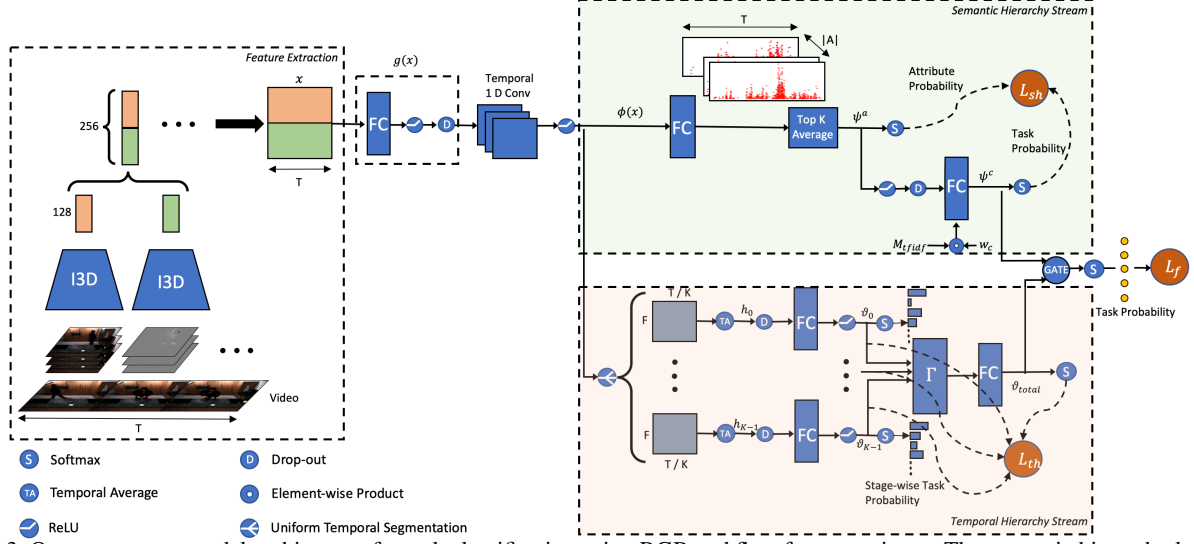 Semantic Hierarchy Stream
T
|A|
Feature Extraction
x
g(x)
Temporal
1 D Conv
Attribute
Probability
L_sh
256
FC
D
ϕ(x)
FC
Top K
Average
ψ^a
S
Task
Probability
T
D
FC
ψ^c
S
128
M_tfidf
w_c
I3D
I3D
GATE
S
L_f
Task Probability
T / K
F
TA
h_0
D
FC
ϑ_0
S
Γ
FC
ϑ_total
S
Video
T
T / K
F
TA
h_{K-1}
D
FC
ϑ_{K-1}
S
L_th
Stage-wise Task
Probability
Temporal Hierarchy Stream
S Softmax
D Drop-out
TA Temporal Average
Element-wise Product
ReLU
Uniform Temporal Segmentation